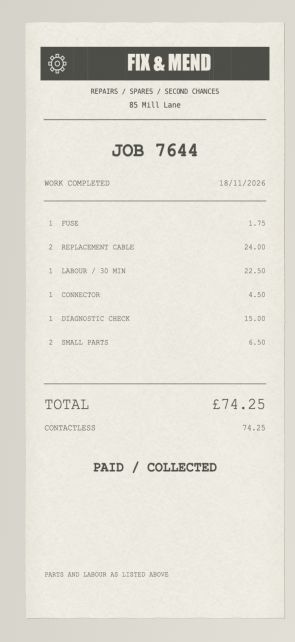 FIX & MEND
REPAIRS / SPARES / SECOND CHANCES
85 Mill Lane
JOB 7644
WORK COMPLETED 18/11/2026
1 FUSE 1.75
2 REPLACEMENT CABLE 24.00
1 LABOUR / 30 MIN 22.50
1 CONNECTOR 4.50
1 DIAGNOSTIC CHECK 15.00
2 SMALL PARTS 6.50
TOTAL £74.25
CONTACTLESS 74.25
PAID / COLLECTED
PARTS AND LABOUR AS LISTED ABOVE